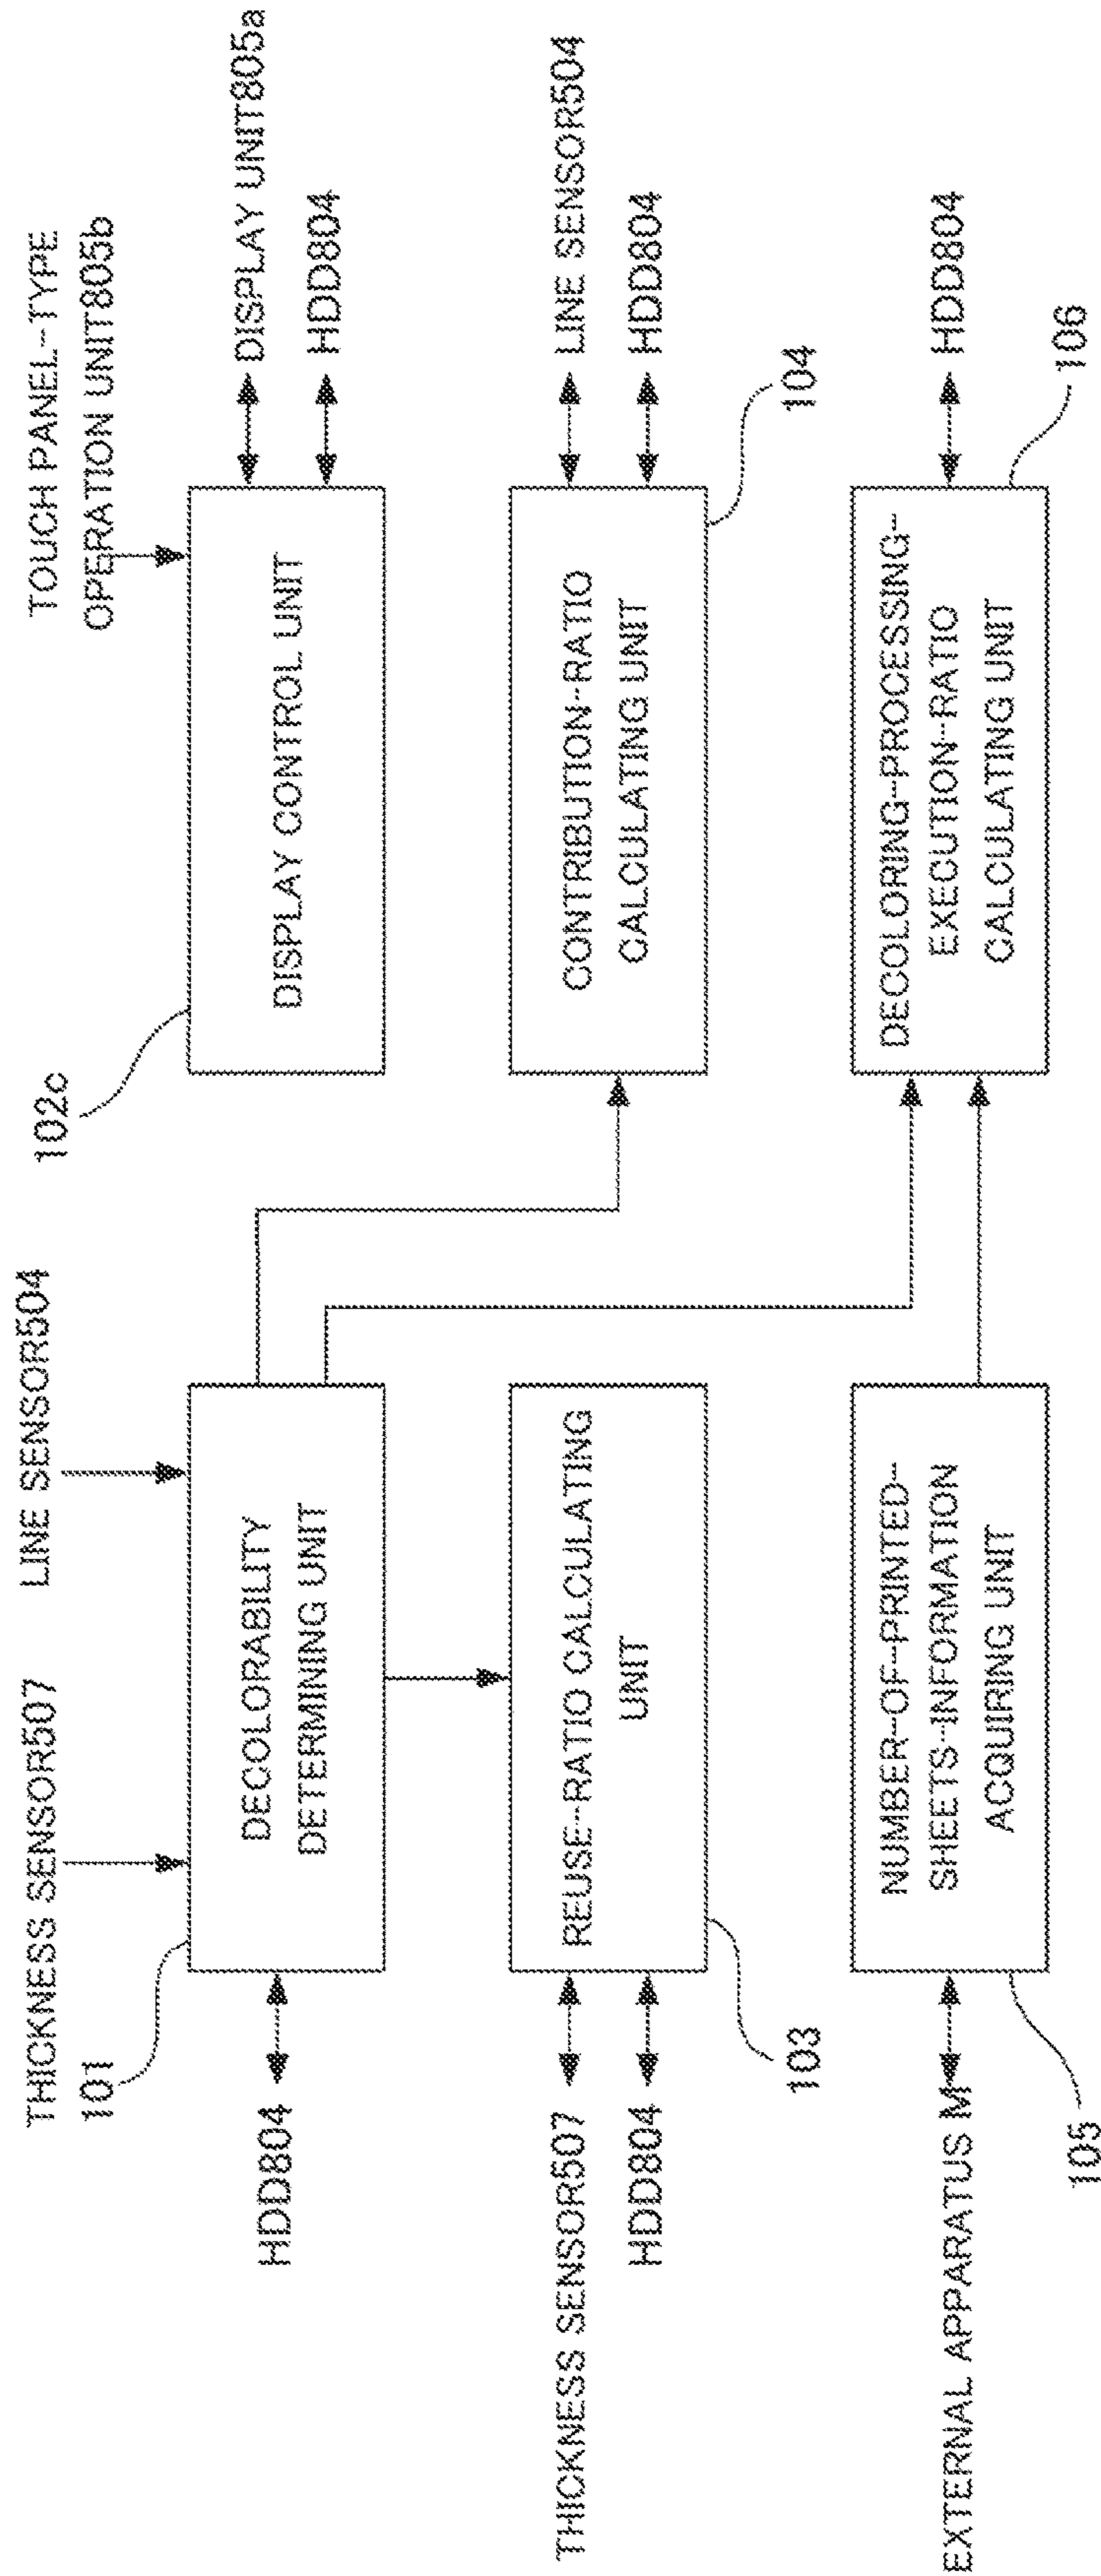 THICKNESS SENSOR507
LINE SENSOR504
101
HDD804
DECOLORABILITY
DETERMINING UNIT
TOUCH PANEL-TYPE
OPERATION UNIT805b
102c
DISPLAY CONTROL UNIT
DISPLAY UNIT805a
HDD804
THICKNESS SENSOR507
HDD804
REUSE-RATIO CALCULATING
UNIT
103
CONTRIBUTION-RATIO
CALCULATING UNIT
LINE SENSOR504
HDD804
104
EXTERNAL APPARATUS M
NUMBER-OF-PRINTED-
SHEETS-INFORMATION
ACQUIRING UNIT
105
DECOLORING-PROCESSING-
EXECUTION-RATIO
CALCULATING UNIT
HDD804
106